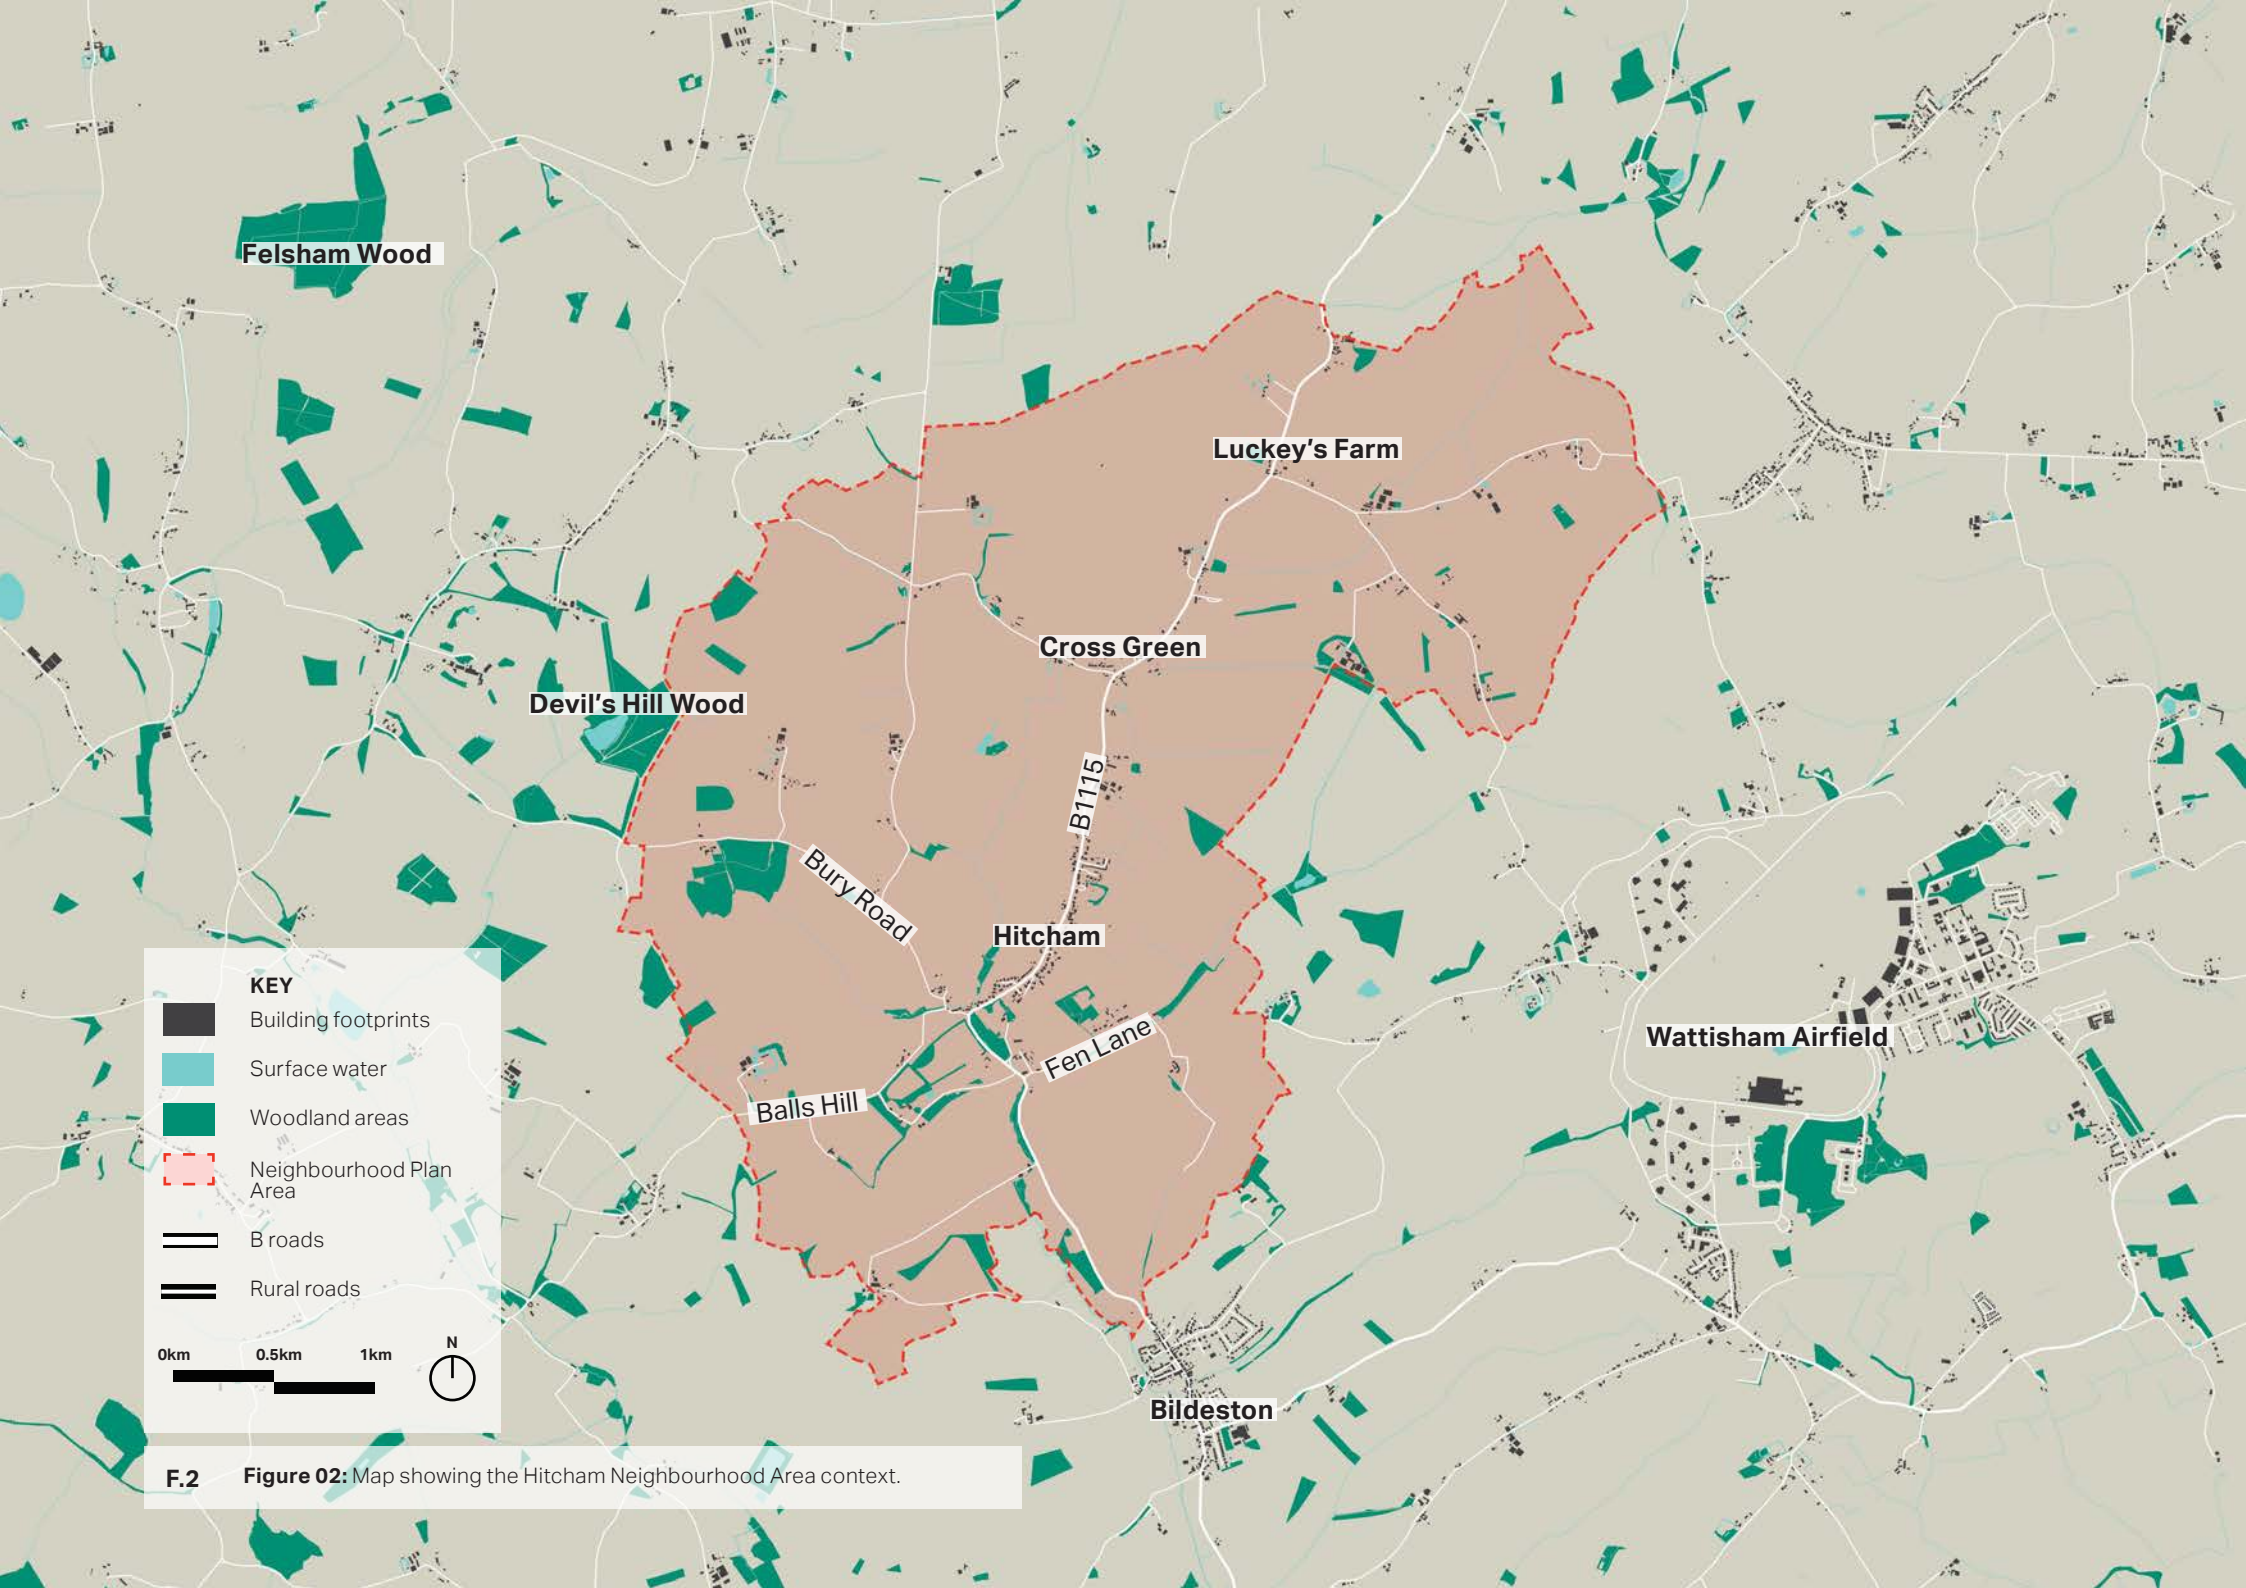 Felsham Wood
Luckey's Farm
Cross Green
Devil's Hill Wood
B1115
Bury Road
Hitcham
Fen Lane
Wattisham Airfield
Balls Hill
Bildeston
KEY
Building footprints
Surface water
Woodland areas
Neighbourhood Plan
Area
B roads
Rural roads
0km 0.5km 1km N
F.2 Figure 02: Map showing the Hitcham Neighbourhood Area context.